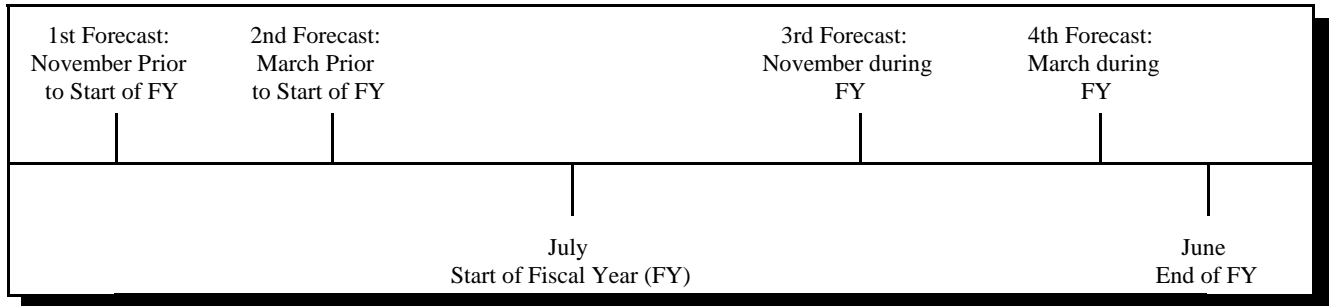 1st Forecast:
November Prior
to Start of FY
2nd Forecast:
March Prior
to Start of FY
3rd Forecast:
November during
FY
4th Forecast:
March during
FY
July
Start of Fiscal Year (FY)
June
End of FY